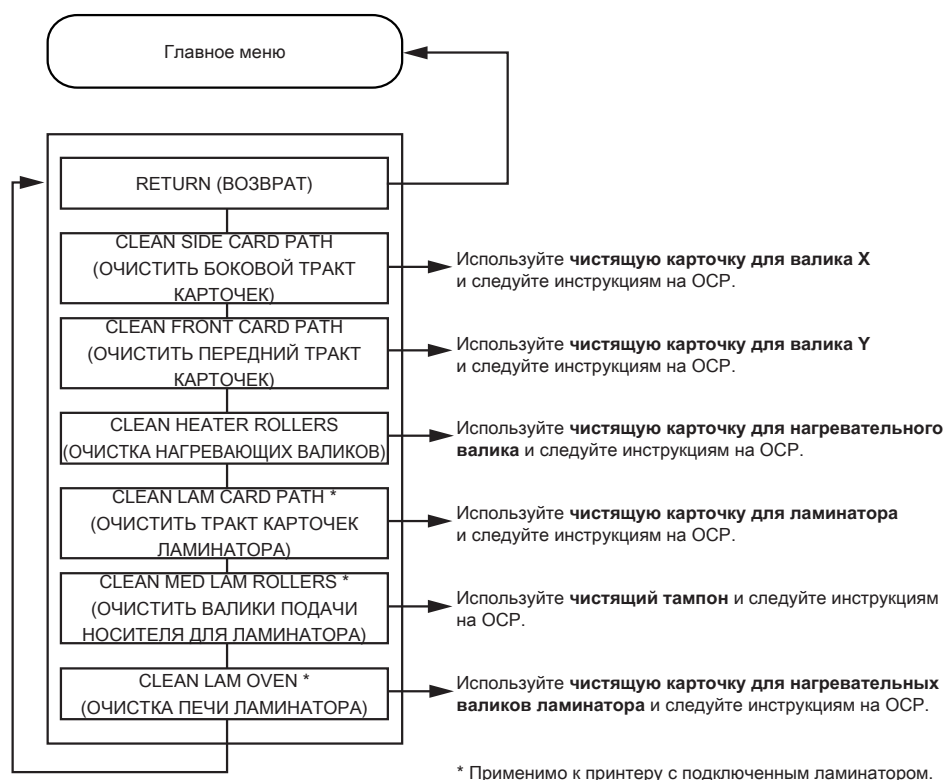 Главное меню
RETURN (ВОЗВРАТ)
CLEAN SIDE CARD PATH
(ОЧИСТИТЬ БОКОВОЙ ТРАКТ
КАРТОЧЕК)
Используйте чистящую карточку для валика X
и следуйте инструкциям на OCP.
CLEAN FRONT CARD PATH
(ОЧИСТИТЬ ПЕРЕДНИЙ ТРАКТ
КАРТОЧЕК)
Используйте чистящую карточку для валика Y
и следуйте инструкциям на OCP.
CLEAN HEATER ROLLERS
(ОЧИСТКА НАГРЕВАЮЩИХ ВАЛИКОВ)
Используйте чистящую карточку для нагревательного
валика и следуйте инструкциям на OCP.
CLEAN LAM CARD PATH *
(ОЧИСТИТЬ ТРАКТ КАРТОЧЕК
ЛАМИНАТОРА)
Используйте чистящую карточку для ламинатора
и следуйте инструкциям на OCP.
CLEAN MED LAM ROLLERS *
(ОЧИСТИТЬ ВАЛИКИ ПОДАЧИ
НОСИТЕЛЯ ДЛЯ ЛАМИНАТОРА)
Используйте чистящий тампон и следуйте инструкциям
на OCP.
CLEAN LAM OVEN *
(ОЧИСТКА ПЕЧИ ЛАМИНАТОРА)
Используйте чистящую карточку для нагревательных
валиков ламинатора и следуйте инструкциям на OCP.
* Применимо к принтеру с подключенным ламинатором.